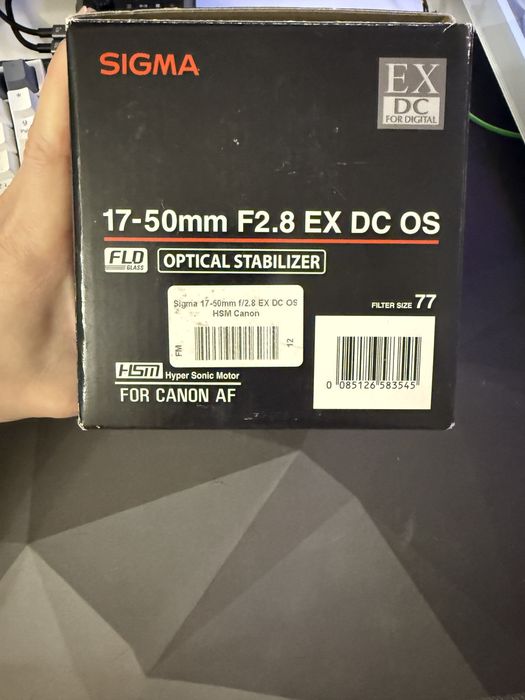 SIGMA
EX
DC
FOR DIGITAL
17-50mm F2.8 EX DC OS
FLD
GLASS
OPTICAL STABILIZER
Sigma 17-50mm f/2.8 EX DC OS
HSM Canon
FM
12
FILTER SIZE 77
0 085126 583545
HSM Hyper Sonic Motor
FOR CANON AF